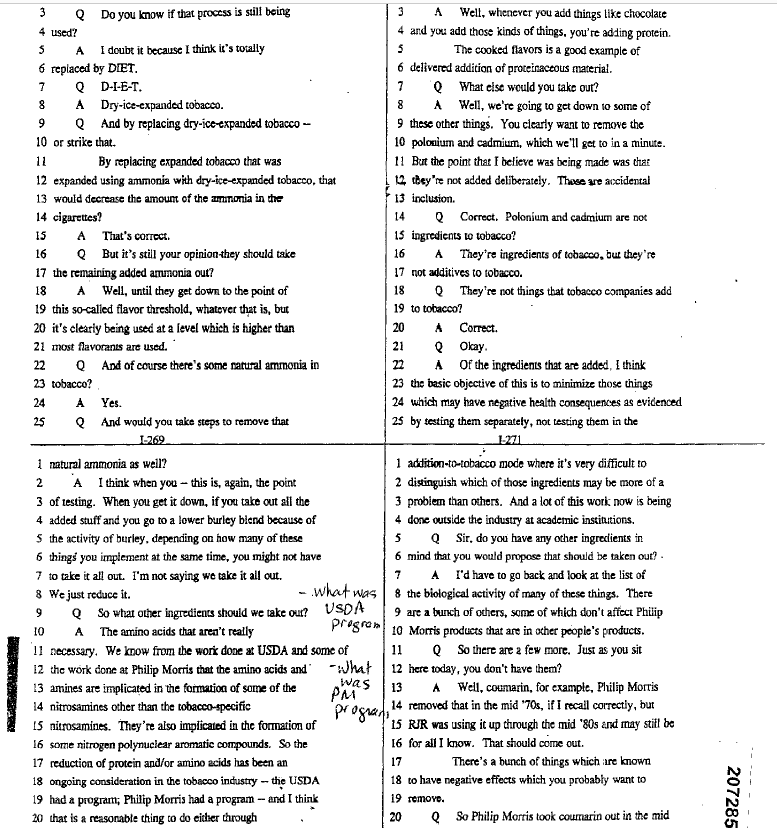 3 Q Do you know if that process is still being
4 used?
5 A I doubt it because I think it's totally
6 replaced by DIET.
7 Q D-I-E-T.
8 A Dry-ice-expanded tobacco.
9 Q And by replacing dry-ice-expanded tobacco --
10 or strike that.
11 By replacing expanded tobacco that was
12 expanded using ammonia with dry-ice-expanded tobacco, that
13 would decrease the amount of the ammonia in the
14 cigarettes?
15 A That's correct.
16 Q But it's still your opinion they should take
17 the remaining added ammonia out?
18 A Well, until they get down to the point of
19 this so-called flavor threshold, whatever that is, but
20 it's clearly being used at a level which is higher than
21 most flavorants are used.
22 Q And of course there's some natural ammonia in
23 tobacco?
24 A Yes.
25 Q And would you take steps to remove that
I-269
1 natural ammonia as well?
2 A I think when you -- this is, again, the point
3 of testing. When you get it down, if you take out all the
4 added stuff and you go to a lower burley blend because of
5 the activity of burley, depending on how many of these
6 things you implement at the same time, you might not have
7 to take it all out. I'm not saying we take it all out.
8 We just reduce it.
9 Q So what other ingredients should we take out?
10 A The amino acids that aren't really
11 necessary. We know from the work done at USDA and some of
12 the work done at Philip Morris that the amino acids and
13 amines are implicated in the formation of some of the
14 nitrosamines other than the tobacco-specific
15 nitrosamines. They're also implicated in the formation of
16 some nitrogen polynuclear aromatic compounds. So the
17 reduction of protein and/or amino acids has been an
18 ongoing consideration in the tobacco industry -- the USDA
19 had a program; Philip Morris had a program -- and I think
20 that is a reasonable thing to do either through
- what was
USDA
program
- what
was
PM
program
3 A Well, whenever you add things like chocolate
4 and you add those kinds of things, you're adding protein.
5 The cooked flavors is a good example of
6 delivered addition of proteinaceous material.
7 Q What else would you take out?
8 A Well, we're going to get down to some of
9 these other things. You clearly want to remove the
10 polonium and cadmium, which we'll get to in a minute.
11 But the point that I believe was being made was that
12 they're not added deliberately. Those are accidental
13 inclusion.
14 Q Correct. Polonium and cadmium are not
15 ingredients to tobacco?
16 A They're ingredients of tobacco, but they're
17 not additives to tobacco.
18 Q They're not things that tobacco companies add
19 to tobacco?
20 A Correct.
21 Q Okay.
22 A Of the ingredients that are added, I think
23 the basic objective of this is to minimize those things
24 which may have negative health consequences as evidenced
25 by testing them separately, not testing them in the
I-271
1 addition-to-tobacco mode where it's very difficult to
2 distinguish which of those ingredients may be more of a
3 problem than others. And a lot of this work now is being
4 done outside the industry at academic institutions.
5 Q Sir, do you have any other ingredients in
6 mind that you would propose that should be taken out?
7 A I'd have to go back and look at the list of
8 the biological activity of many of these things. There
9 are a bunch of others, some of which don't affect Philip
10 Morris products that are in other people's products.
11 Q So there are a few more. Just as you sit
12 here today, you don't have them?
13 A Well, coumarin, for example, Philip Morris
14 removed that in the mid '70s, if I recall correctly, but
15 RJR was using it up through the mid '80s and may still be
16 for all I know. That should come out.
17 There's a bunch of things which are known
18 to have negative effects which you probably want to
19 remove.
20 Q So Philip Morris took coumarin out in the mid
207285